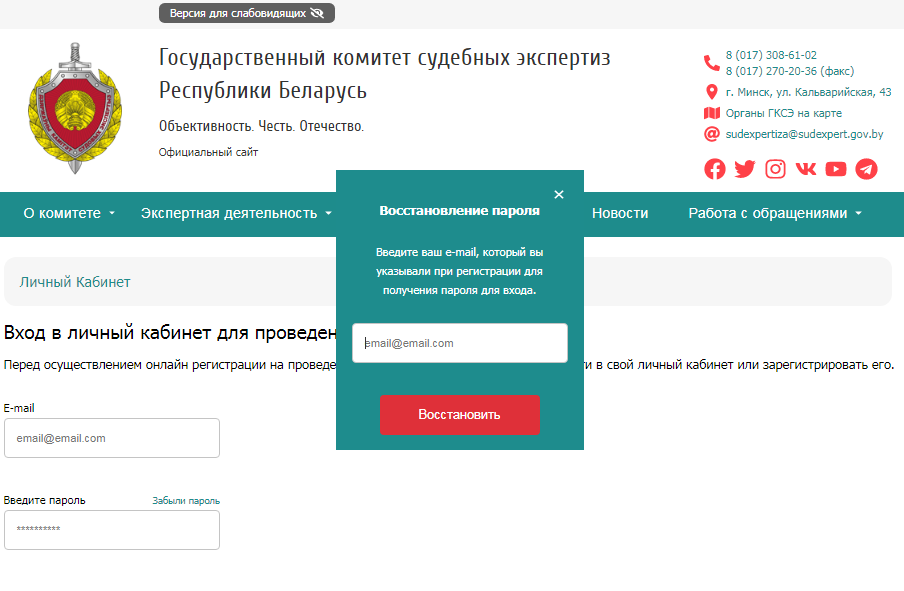 Версия для слабовидящих
Государственный комитет судебных экспертиз
Республики Беларусь
Объективность. Честь. Отечество.
Официальный сайт
8 (017) 308-61-02
8 (017) 270-20-36 (факс)
г. Минск, ул. Кальварийская, 43
Органы ГКСЭ на карте
sudexpertiza@sudexpert.gov.by
О комитете
Экспертная деятельность
Новости
Работа с обращениями
×
Восстановление пароля
Введите ваш e-mail, который вы
указывали при регистрации для
получения пароля для входа.
email@email.com
Восстановить
Личный Кабинет
Вход в личный кабинет для проведен
Перед осуществлением онлайн регистрации на проведе ти в свой личный кабинет или зарегистрировать его.
E-mail
email@email.com
Введите пароль Забыли пароль
**********